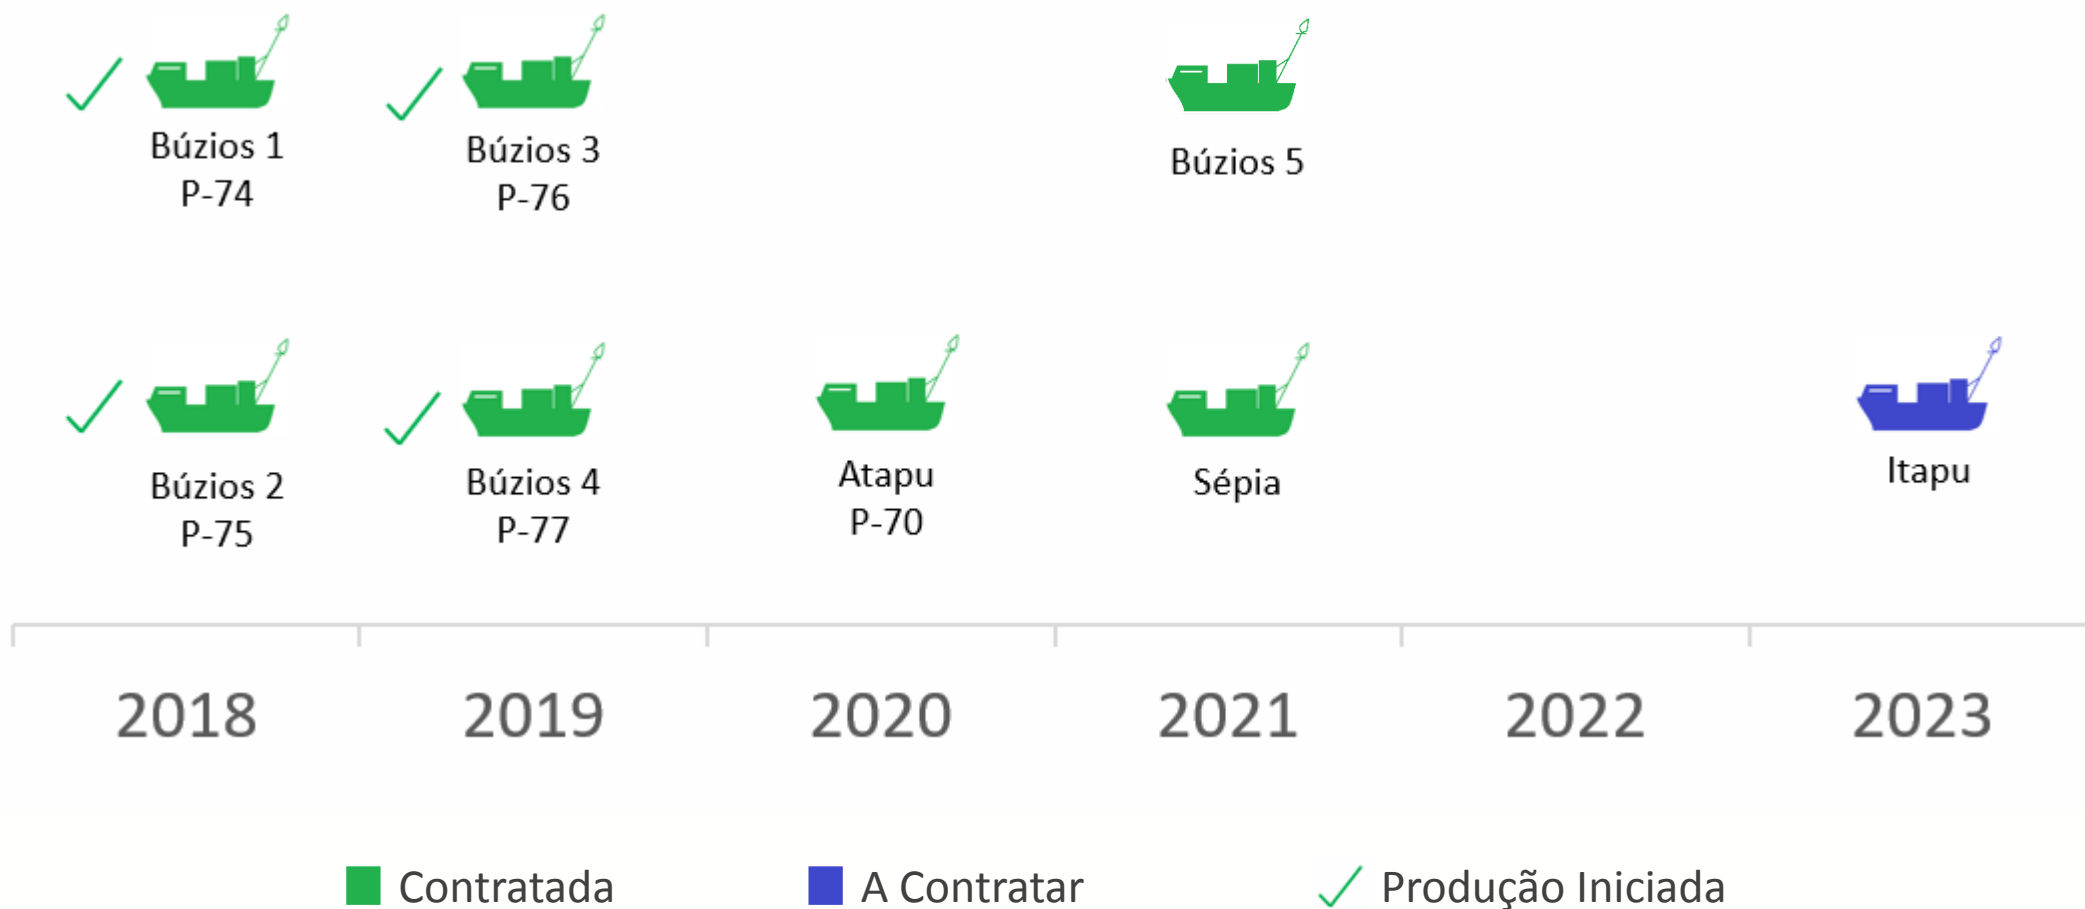 Búzios 1
P-74
Búzios 3
P-76
Búzios 5
Búzios 2
P-75
Búzios 4
P-77
Atapu
P-70
Sépia
Itapu
2018
2019
2020
2021
2022
2023
Contratada
A Contratar
Produção Iniciada